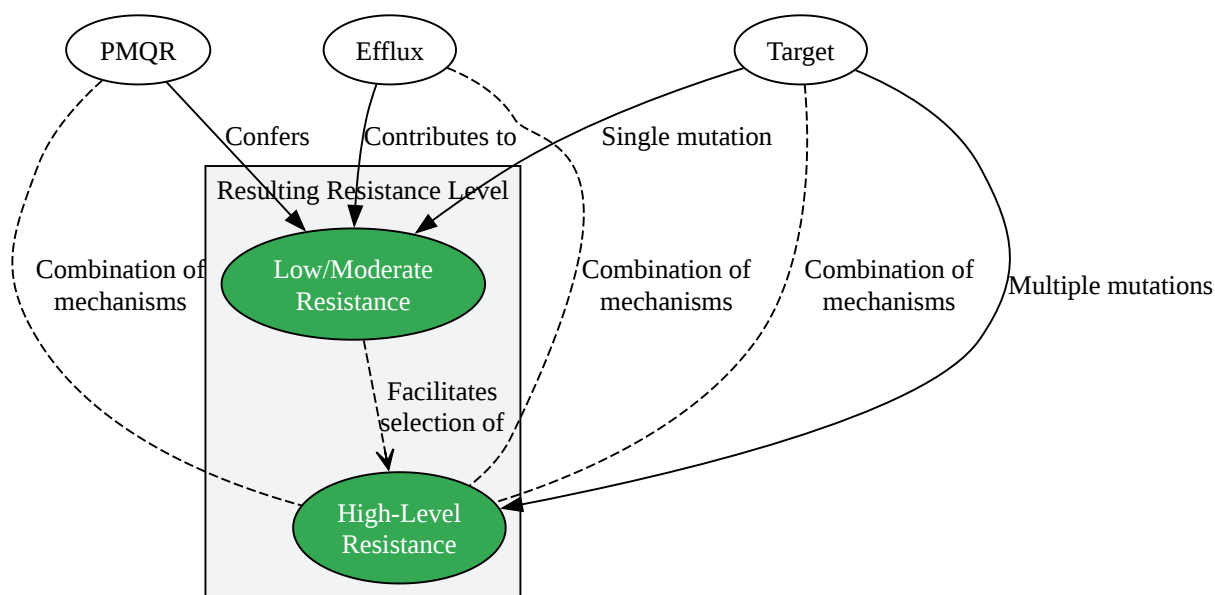 PMQR
Efflux
Target
Confers
Contributes to
Single mutation
Resulting Resistance Level
Low/Moderate
Resistance
Combination of
mechanisms
Combination of
mechanisms
Combination of
mechanisms
Multiple mutations
Facilitates
selection of
High-Level
Resistance